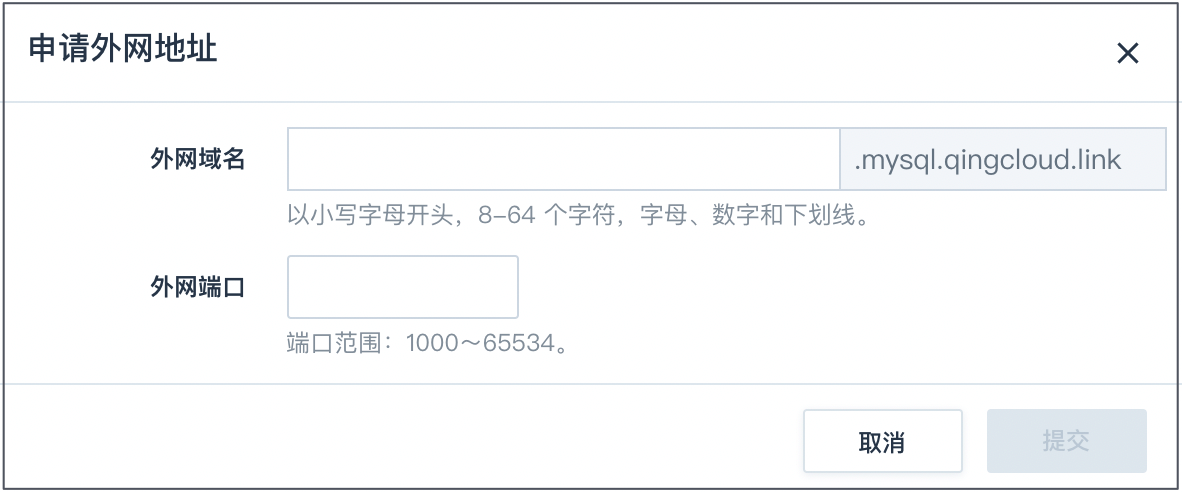 申请外网地址
外网域名
.mysql.qingcloud.link
以小写字母开头，8-64 个字符，字母、数字和下划线。
外网端口
端口范围：1000～65534。
取消
提交